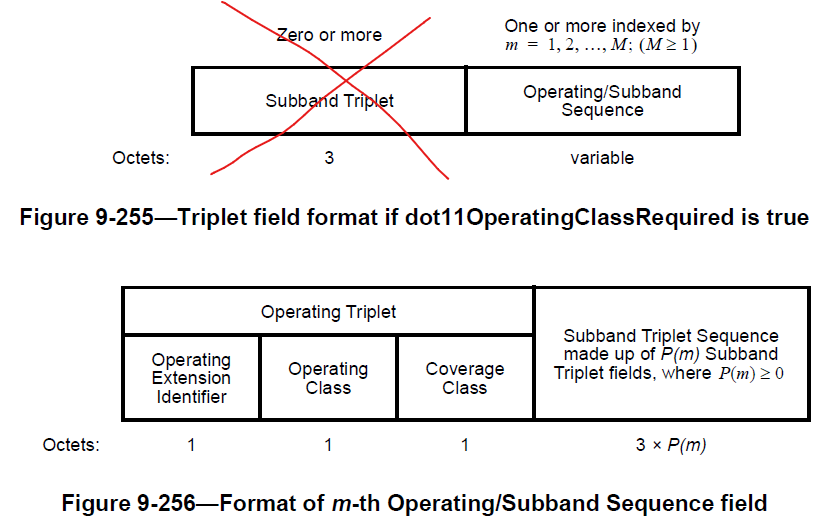 Zero or more
One or more indexed by
m = 1, 2, …, M; (M ≥ 1)
Subband Triplet
Operating/Subband
Sequence
Octets:
3
variable
Figure 9-255—Triplet field format if dot11OperatingClassRequired is true
Operating Triplet
Operating
Extension
Identifier
Operating
Class
Coverage
Class
Subband Triplet Sequence
made up of P(m) Subband
Triplet fields, where P(m) ≥ 0
Octets:
1
1
1
3 × P(m)
Figure 9-256—Format of m-th Operating/Subband Sequence field